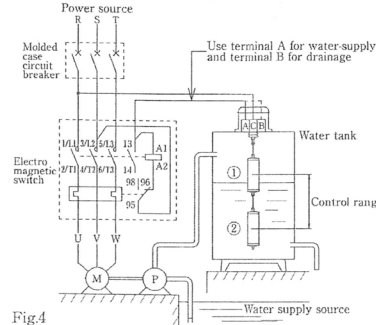 Power source
R S T
Molded
case
circuit
breaker
Use terminal A for water-supply
and terminal B for drainage
A C B
Water tank
1/L1 3/L2 5/L3 13
A1
A2
Electro
magnetic
switch
2/T1 4/T2 6/T3 14
98 96
95
①
②
Control rang
U V W
M
P
Water supply source
Fig.4